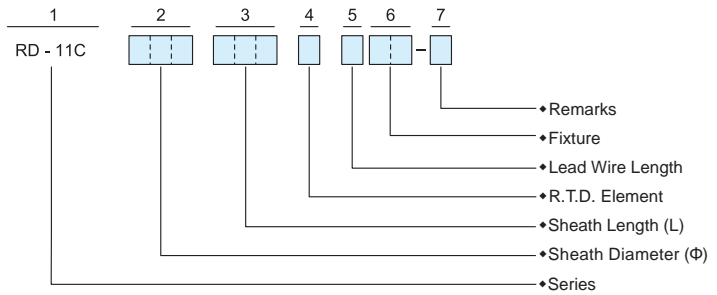 1 2 3 4 5 6 7
RD - 11C -
◆Remarks
◆Fixture
◆Lead Wire Length
◆R.T.D. Element
◆Sheath Length (L)
◆Sheath Diameter (Φ)
◆Series